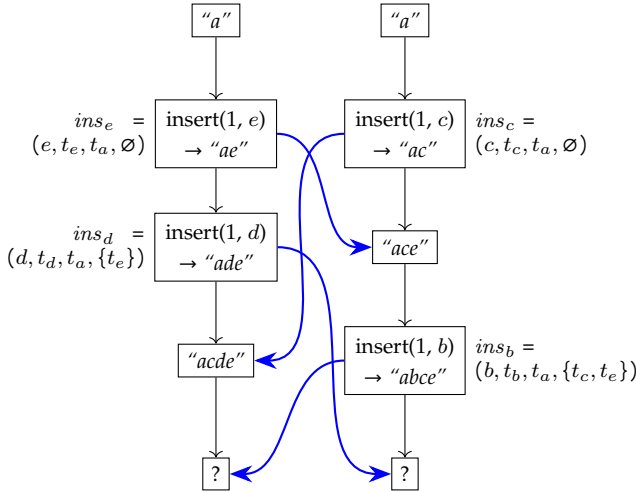 “a”
“a”
ins_e =
(e, t_e, t_a, ∅)
insert(1, e)
→ “ae”
insert(1, c)
→ “ac”
ins_c =
(c, t_c, t_a, ∅)
ins_d =
(d, t_d, t_a, {t_e})
insert(1, d)
→ “ade”
“ace”
“acde”
insert(1, b)
→ “abce”
ins_b =
(b, t_b, t_a, {t_c, t_e})
?
?